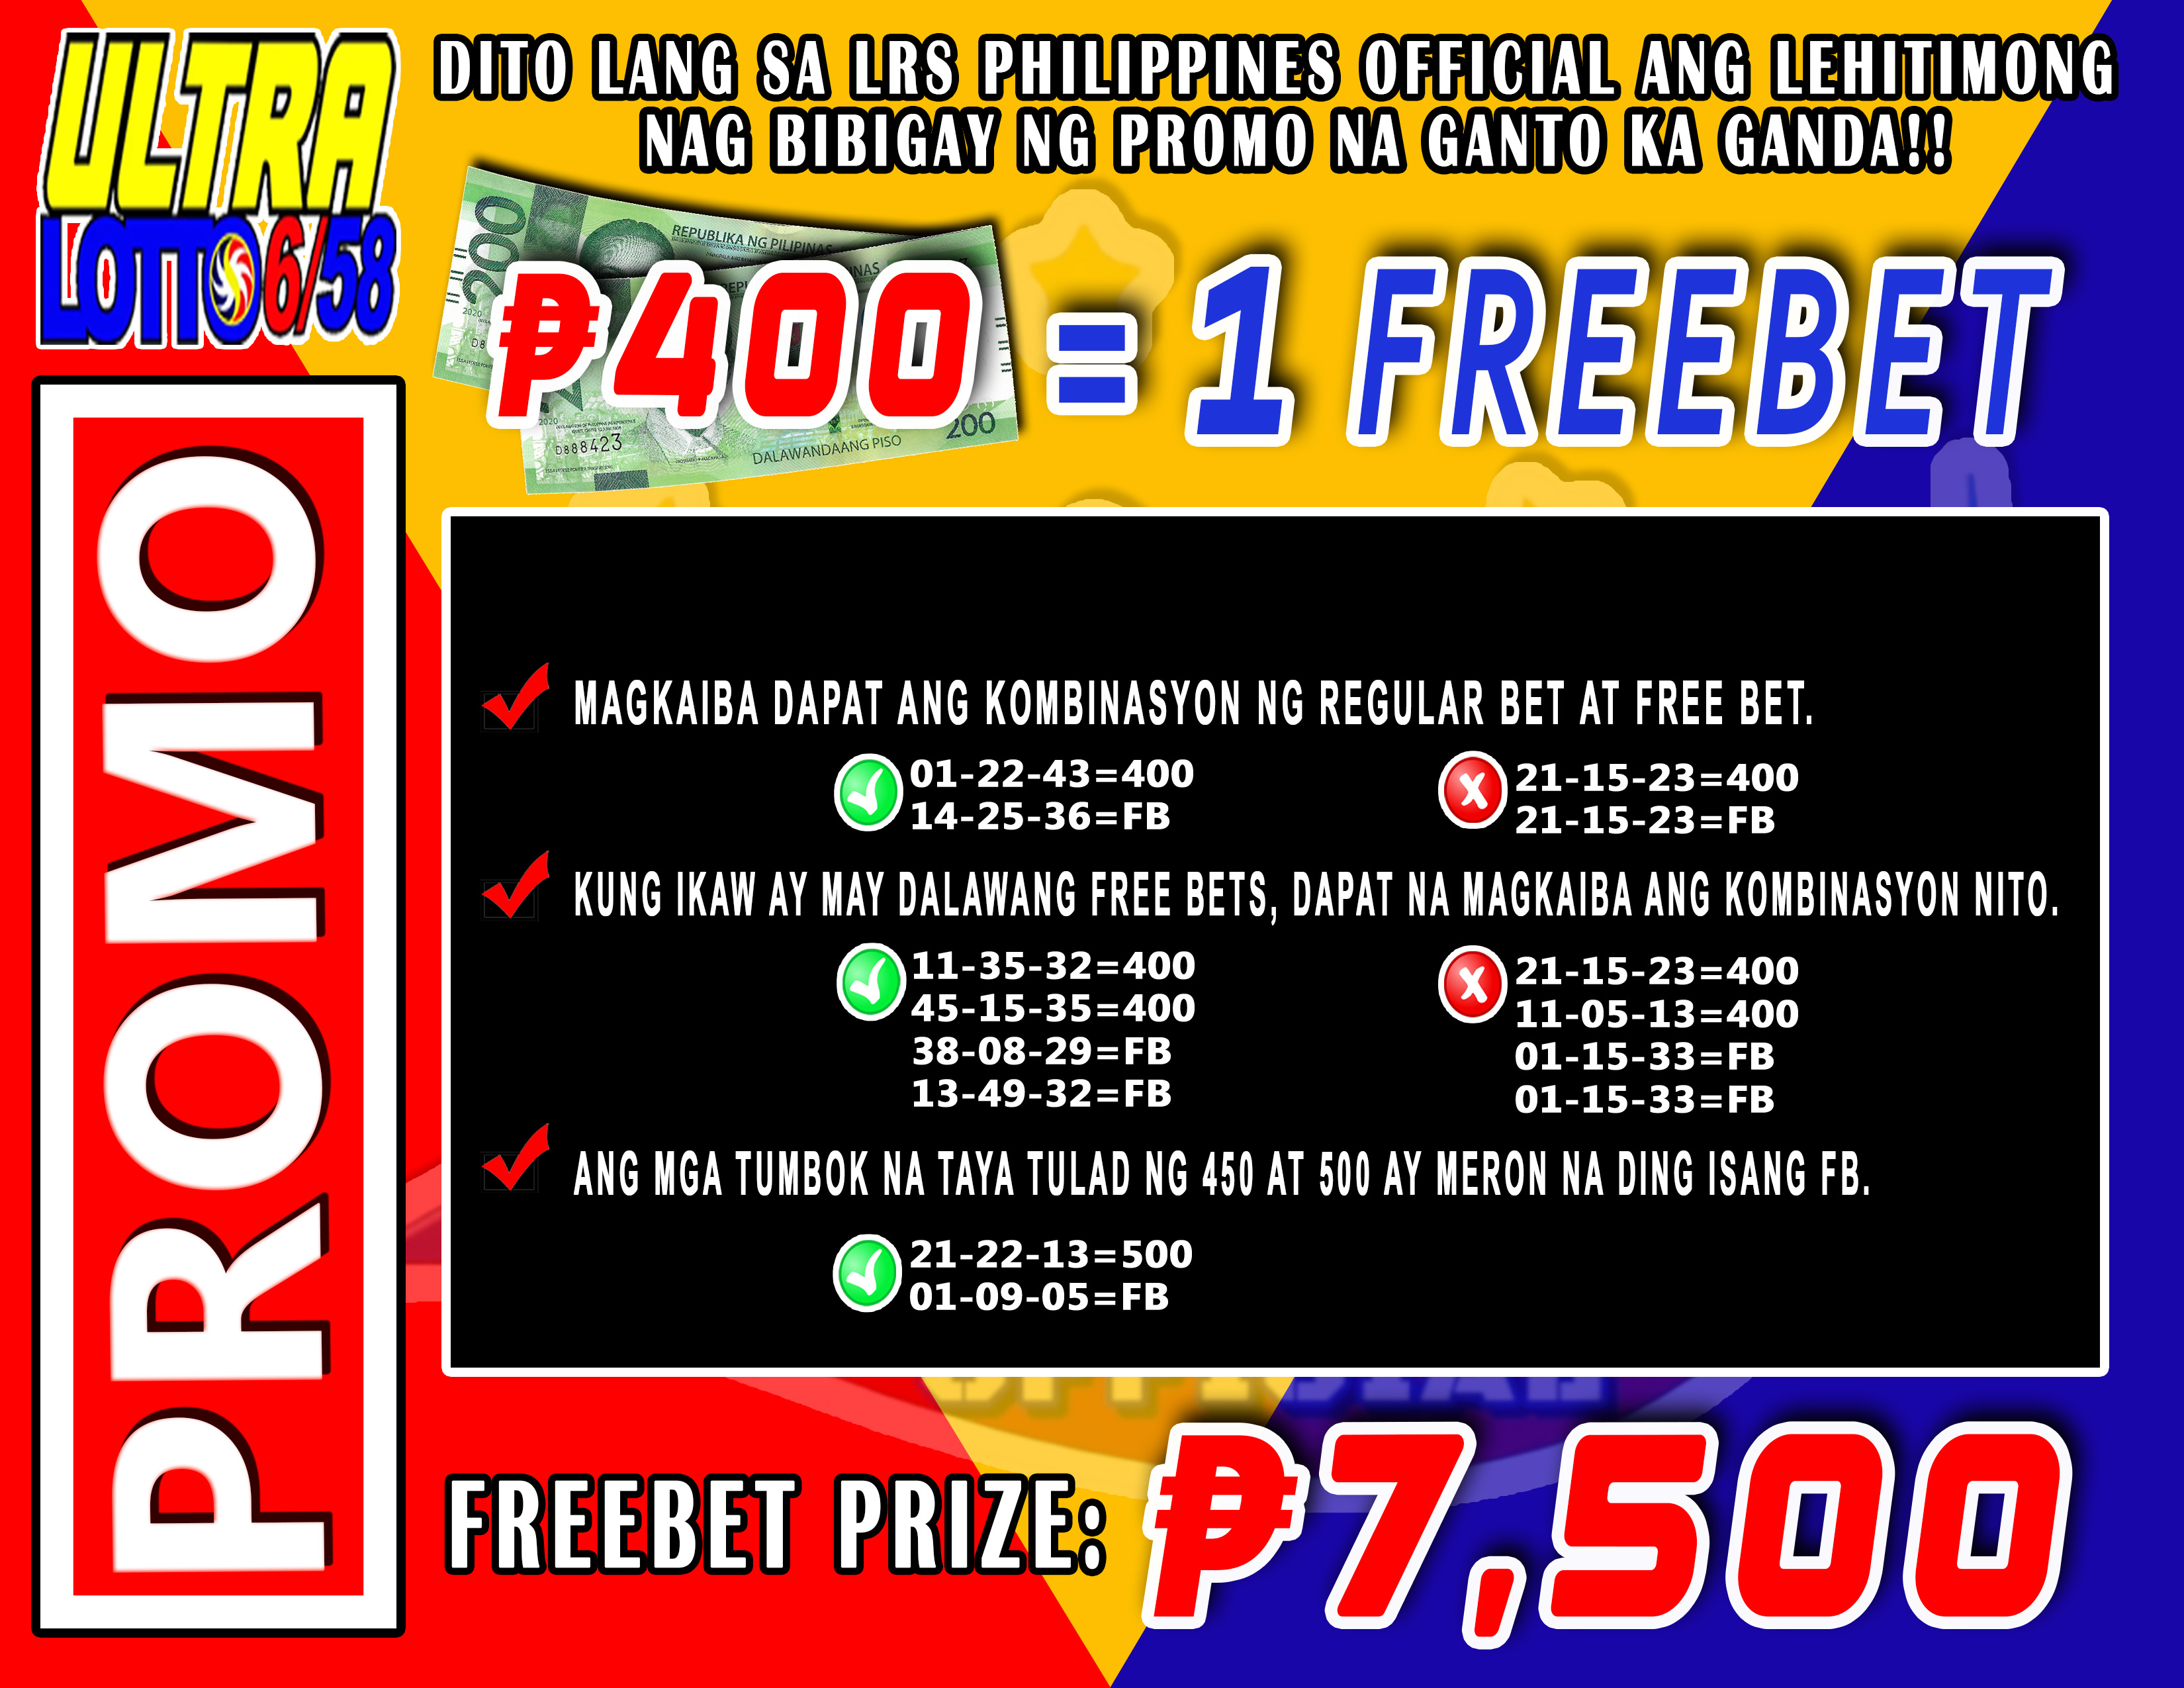 ULTRA
LOTTO 6/58
DITO LANG SA LRS PHILIPPINES OFFICIAL ANG LEHITIMONG
NAG BIBIGAY NG PROMO NA GANTO KA GANDA!!
200
REPUBLIKA NG PILIPINAS
2020
D888423
DALAWANDAANG PISO
200
₱400 = 1 FREEBET
PROMO
MAGKAIBA DAPAT ANG KOMBINASYON NG REGULAR BET AT FREE BET.
01-22-43=400
14-25-36=FB
21-15-23=400
21-15-23=FB
KUNG IKAW AY MAY DALAWANG FREE BETS, DAPAT NA MAGKAIBA ANG KOMBINASYON NITO.
11-35-32=400
45-15-35=400
38-08-29=FB
13-49-32=FB
21-15-23=400
11-05-13=400
01-15-33=FB
01-15-33=FB
ANG MGA TUMBOK NA TAYA TULAD NG 450 AT 500 AY MERON NA DING ISANG FB.
21-22-13=500
01-09-05=FB
FREEBET PRIZE: ₱7,500